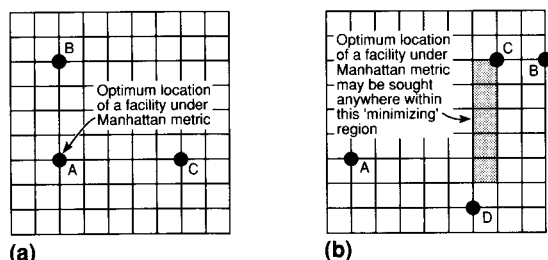 B
Optimum location
of a facility under
Manhattan metric
A
C
(a)
Optimum location
of a facility under
Manhattan metric
may be sought
anywhere within
this 'minimizing'
region
C
B
A
D
(b)